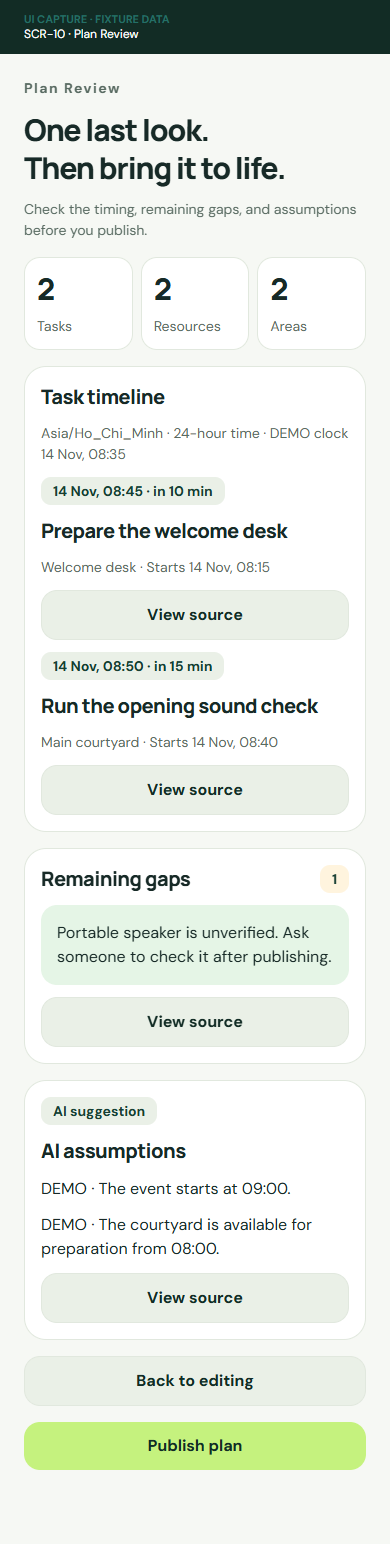 UI CAPTURE · FIXTURE DATA
SCR-10 · Plan Review
Plan Review
One last look.
Then bring it to life.
Check the timing, remaining gaps, and assumptions
before you publish.
2
Tasks
2
Resources
2
Areas
Task timeline
Asia/Ho_Chi_Minh · 24-hour time · DEMO clock
14 Nov, 08:35
14 Nov, 08:45 · in 10 min
Prepare the welcome desk
Welcome desk · Starts 14 Nov, 08:15
View source
14 Nov, 08:50 · in 15 min
Run the opening sound check
Main courtyard · Starts 14 Nov, 08:40
View source
Remaining gaps
1
Portable speaker is unverified. Ask
someone to check it after publishing.
View source
AI suggestion
AI assumptions
DEMO · The event starts at 09:00.
DEMO · The courtyard is available for
preparation from 08:00.
View source
Back to editing
Publish plan